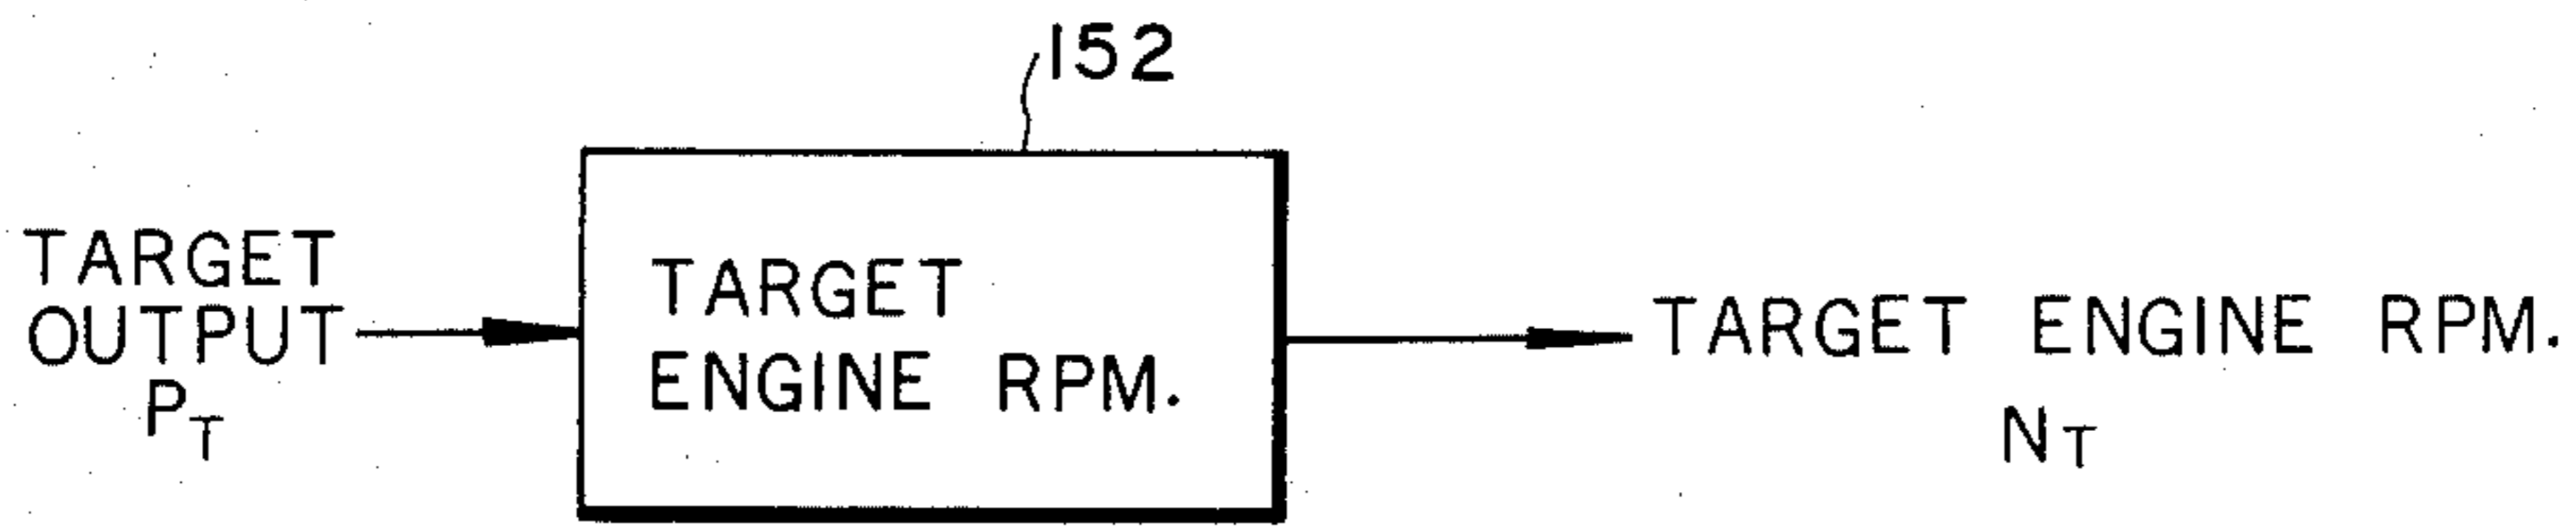 152
TARGET
OUTPUT
PT
TARGET
ENGINE RPM.
TARGET ENGINE RPM.
NT